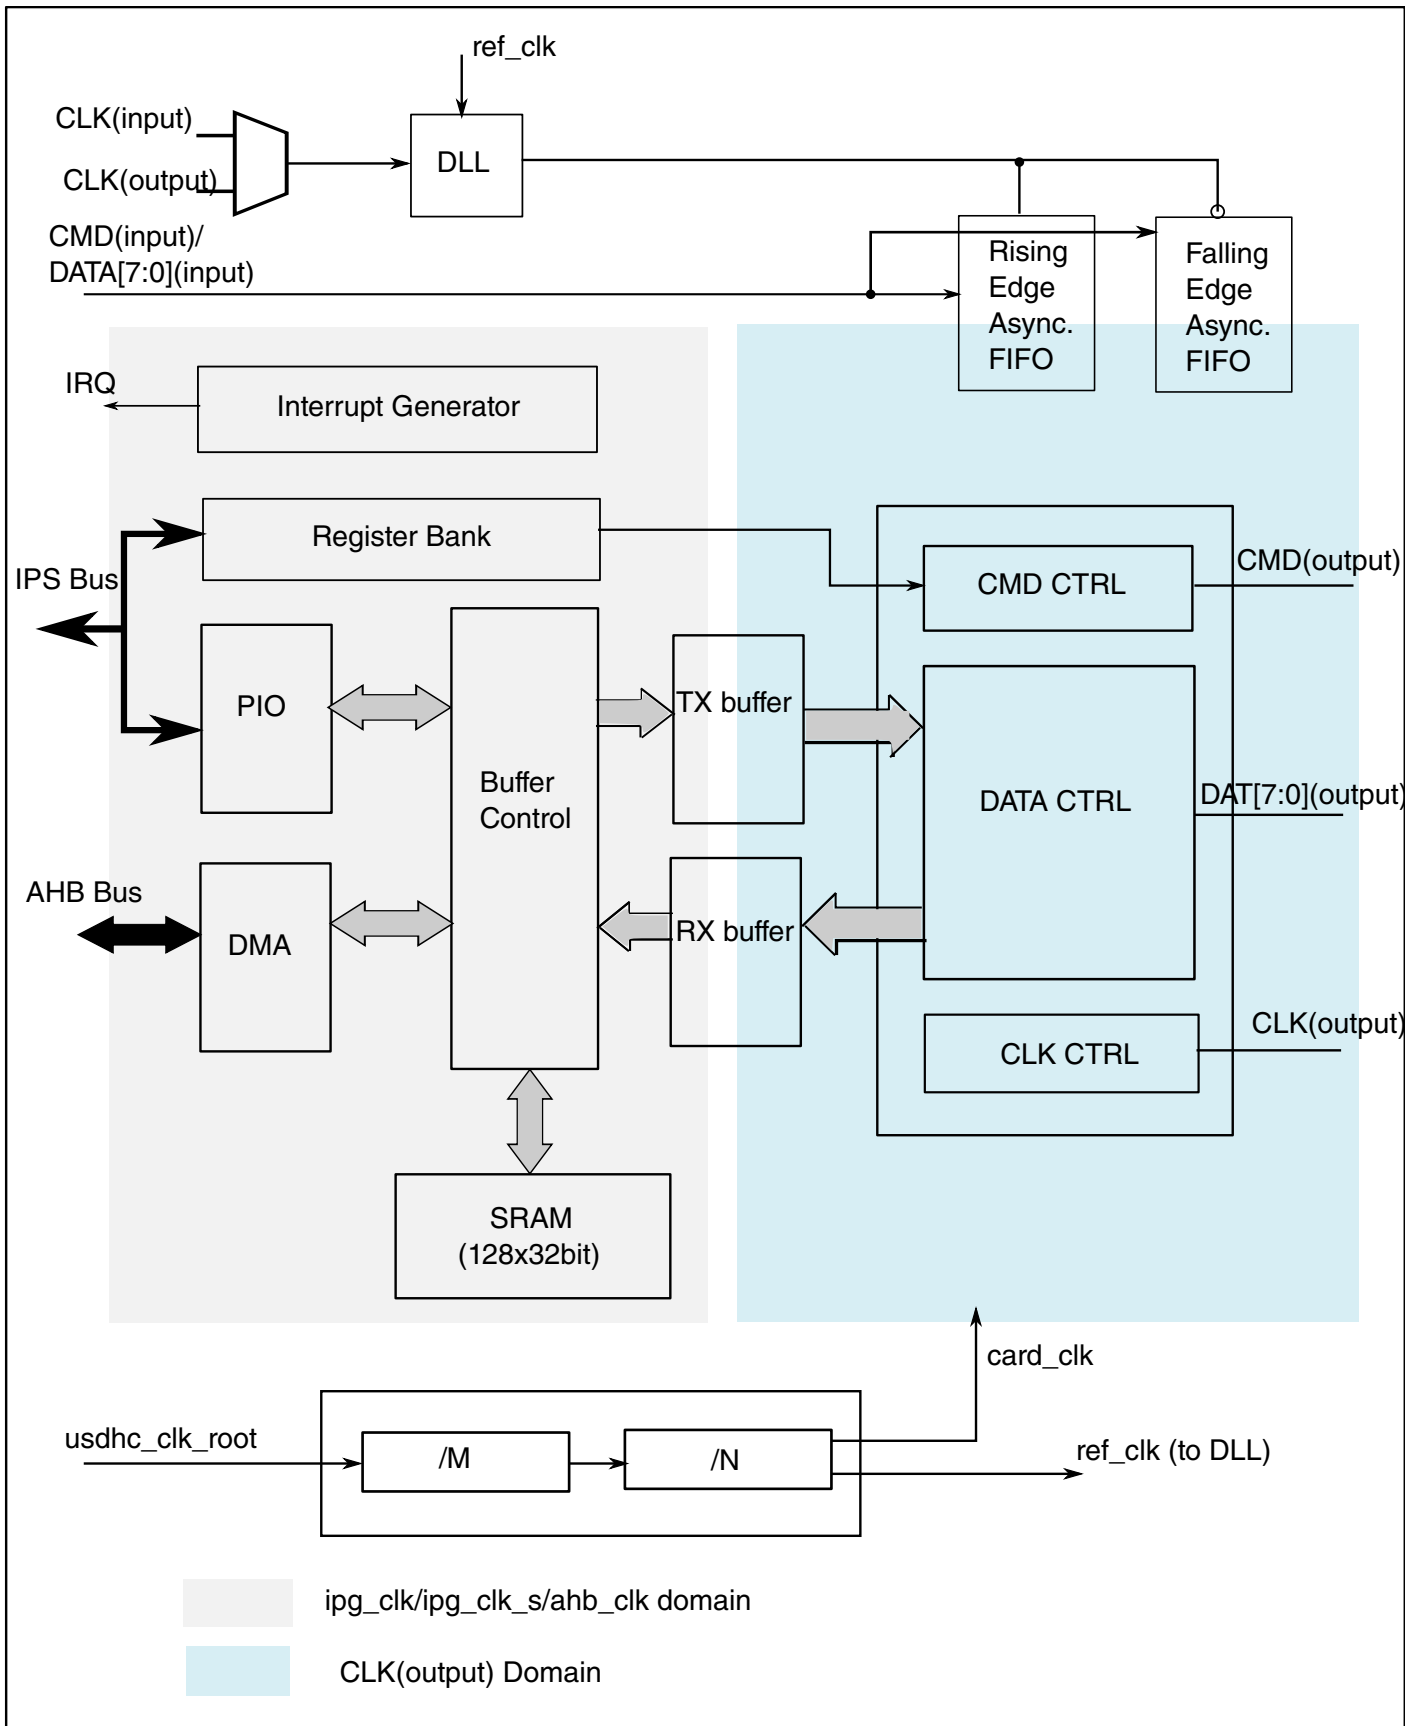 ref_clk
CLK(input)
CLK(output)
DLL
CMD(input)/
DATA[7:0](input)
Rising
Edge
Async.
FIFO
Falling
Edge
Async.
FIFO
IRQ
Interrupt Generator
Register Bank
IPS Bus
CMD CTRL
CMD(output)
PIO
TX buffer
Buffer
Control
DATA CTRL
DAT[7:0](output)
AHB Bus
DMA
RX buffer
CLK CTRL
CLK(output)
SRAM
(128x32bit)
card_clk
usdhc_clk_root
/M
/N
ref_clk (to DLL)
ipg_clk/ipg_clk_s/ahb_clk domain
CLK(output) Domain